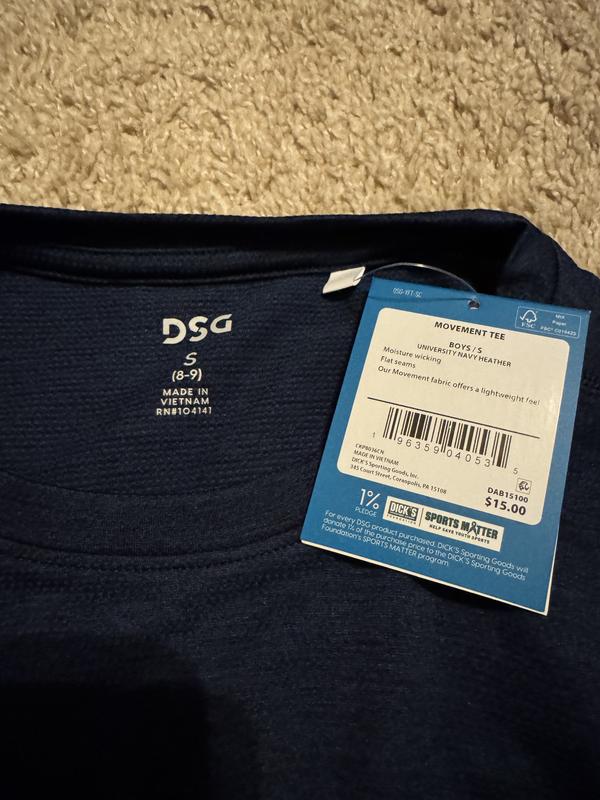 DSG
S
(8-9)
MADE IN
VIETNAM
RN#104141
DSG-YFT-SC
FSC
MIX
Paper
MOVEMENT TEE
BOYS / S
UNIVERSITY NAVY HEATHER
Moisture wicking
Flat seams
Our Movement fabric offers a lightweight feel
1 96359 04053 5
MADE IN VIETNAM
DICK'S Sporting Goods, Inc.
345 Court Street, Coraopolis, PA 15108
DAB15100
$15.00
1%
PLEDGE
DICK'S
FOUNDATION
SPORTS MATTER
HELP SAVE YOUTH SPORTS
For every DSG product purchased, DICK'S Sporting Goods will
donate 1% of the purchase price to the DICK'S Sporting Goods
Foundation's SPORTS MATTER program.